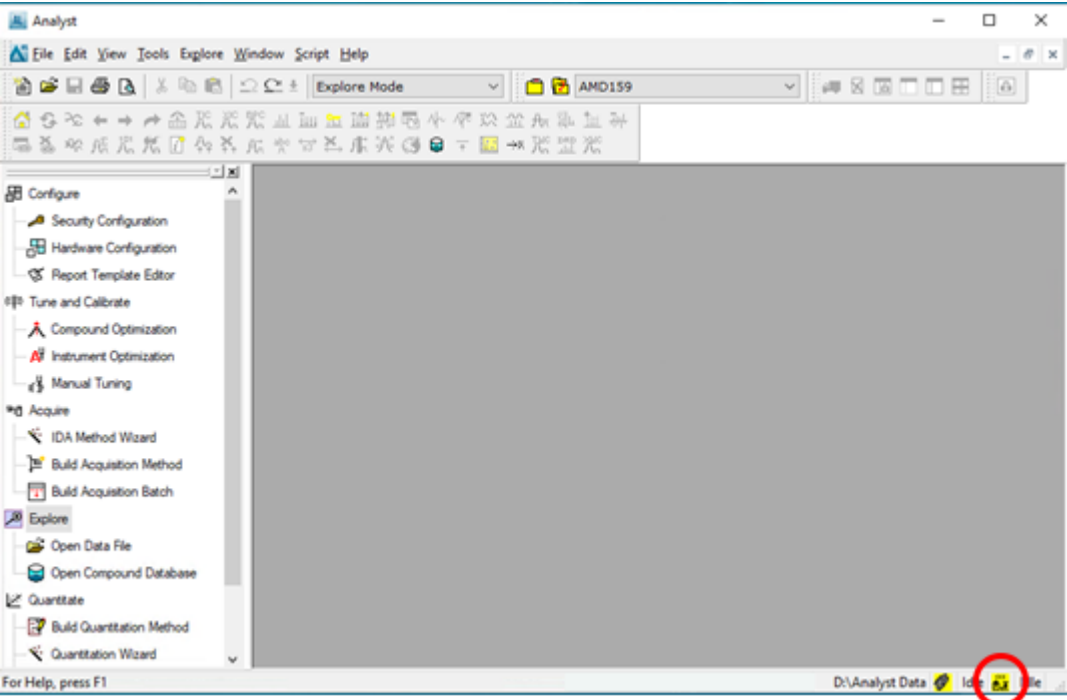 Analyst
File Edit View Tools Explore Window Script Help
Explore Mode AMD159
Configure
Security Configuration
Hardware Configuration
Report Template Editor
Tune and Calibrate
Compound Optimization
Instrument Optimization
Manual Tuning
Acquire
IDA Method Wizard
Build Acquisition Method
Build Acquisition Batch
Explore
Open Data File
Open Compound Database
Quantitate
Build Quantitation Method
Quantitation Wizard
For Help, press F1 D:\Analyst Data Idle Idle